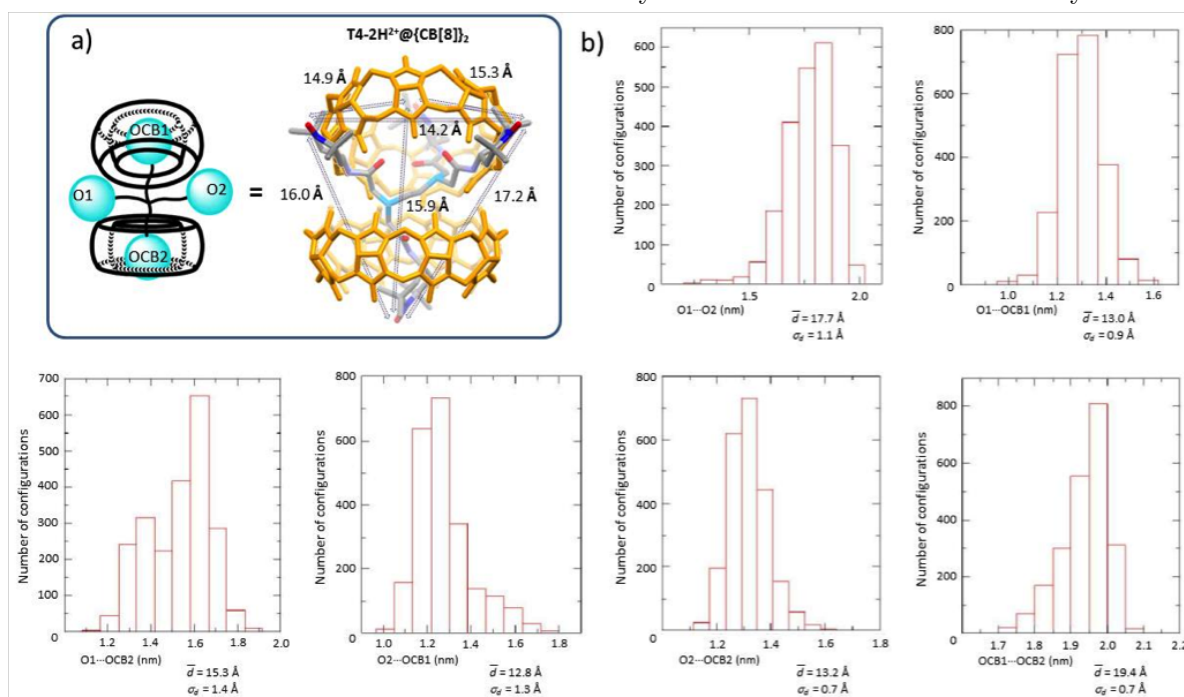 a)
T4-2H²⁺@{CB[8]}₂
OCB1
O1
O2
OCB2
=
14.9 Å
15.3 Å
14.2 Å
16.0 Å
15.9 Å
17.2 Å
b)
Number of configurations
600
500
400
300
200
100
0
1.5
2.0
O1···O2 (nm)
d̅ = 17.7 Å
σd = 1.1 Å
Number of configurations
800
600
400
200
0
1.0
1.2
1.4
1.6
O1···OCB1 (nm)
d̅ = 13.0 Å
σd = 0.9 Å
Number of configurations
700
600
500
400
300
200
100
0
1.2
1.4
1.6
1.8
2.0
O1···OCB2 (nm)
d̅ = 15.3 Å
σd = 1.4 Å
Number of configurations
800
600
400
200
0
1.0
1.2
1.4
1.6
1.8
O2···OCB1 (nm)
d̅ = 12.8 Å
σd = 1.3 Å
Number of configurations
800
600
400
200
0
1.2
1.4
1.6
1.8
O2···OCB2 (nm)
d̅ = 13.2 Å
σd = 0.7 Å
Number of configurations
800
600
400
200
0
1.7
1.8
1.9
2.0
2.1
2.2
OCB1···OCB2 (nm)
d̅ = 19.4 Å
σd = 0.7 Å